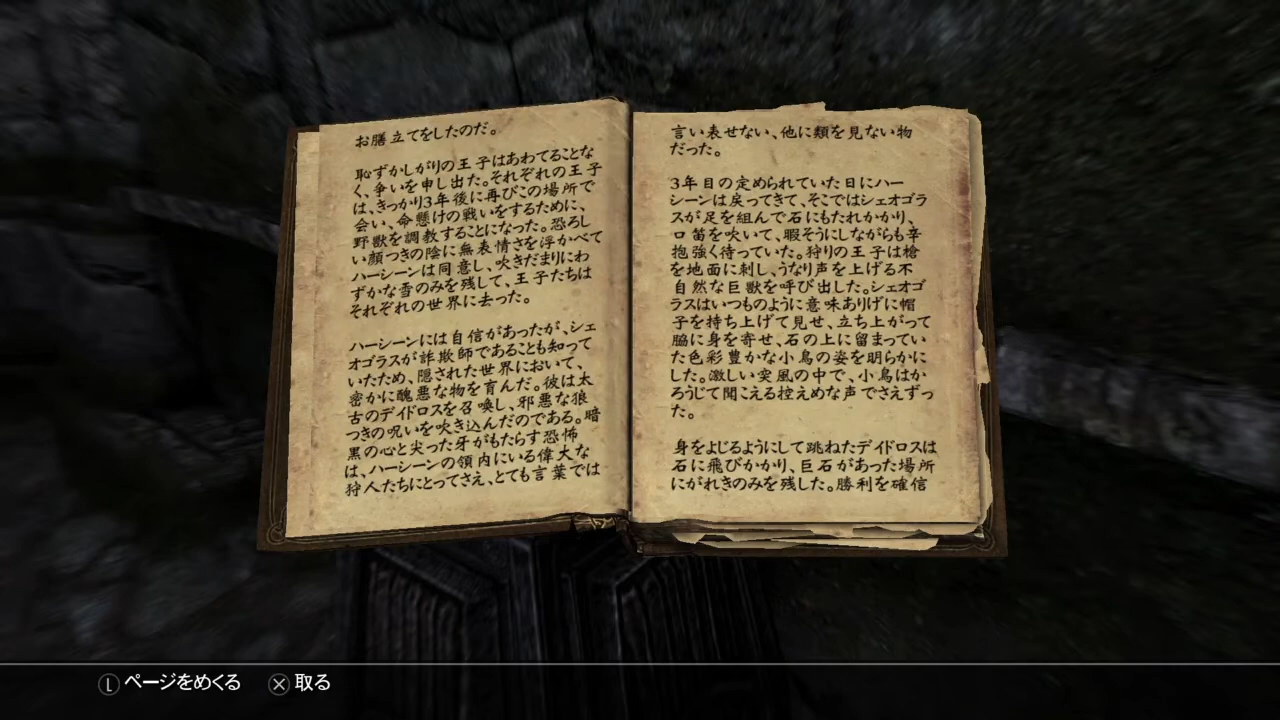 お膳立てをしたのだ。
恥ずかしがりの王子はあわてることな
く、争いを申し出た。それぞれの王子
は、きっかり3年後に再びこの場所で
会い、命懸けの戦いをするために、
野獣を調教することになった。恐ろし
い顔つきの陰に無表情さを浮かべて
ハーシーンは同意し、吹きだまりにわ
ずかな雪のみを残して、王子たちは
それぞれの世界に去った。
ハーシーンには自信があったが、シェ
オゴラスが詐欺師であることも知って
いたため、隠された世界において、
密かに醜悪な物を育んだ。彼は太
古のデイドロスを召喚し、邪悪な狼
つきの呪いを吹き込んだのである。暗
黒の心と尖った牙がもたらす恐怖
は、ハーシーンの領内にいる偉大な
狩人たちにとってさえ、とても言葉では
言い表せない、他に類を見ない物
だった。
3年目の定められていた日にハー
シーンは戻ってきて、そこではシェオゴラ
スが足を組んで石にもたれかかり、
口笛を吹いて、暇そうにしながらも辛
抱強く待っていた。狩りの王子は槍
を地面に刺し、うなり声を上げる不
自然な巨獣を呼び出した。シェオゴ
ラスはいつものように意味ありげに帽
子を持ち上げて見せ、立ち上がって
脇に身を寄せ、石の上に留まってい
た色彩豊かな小鳥の姿を明らかに
した。激しい突風の中で、小鳥はか
ろうじて聞こえる控えめな声でさえずっ
た。
身をよじるようにして跳ねたデイドロスは
石に飛びかかり、巨石があった場所
にがれきのみを残した。勝利を確信
L ページをめくる
× 取る